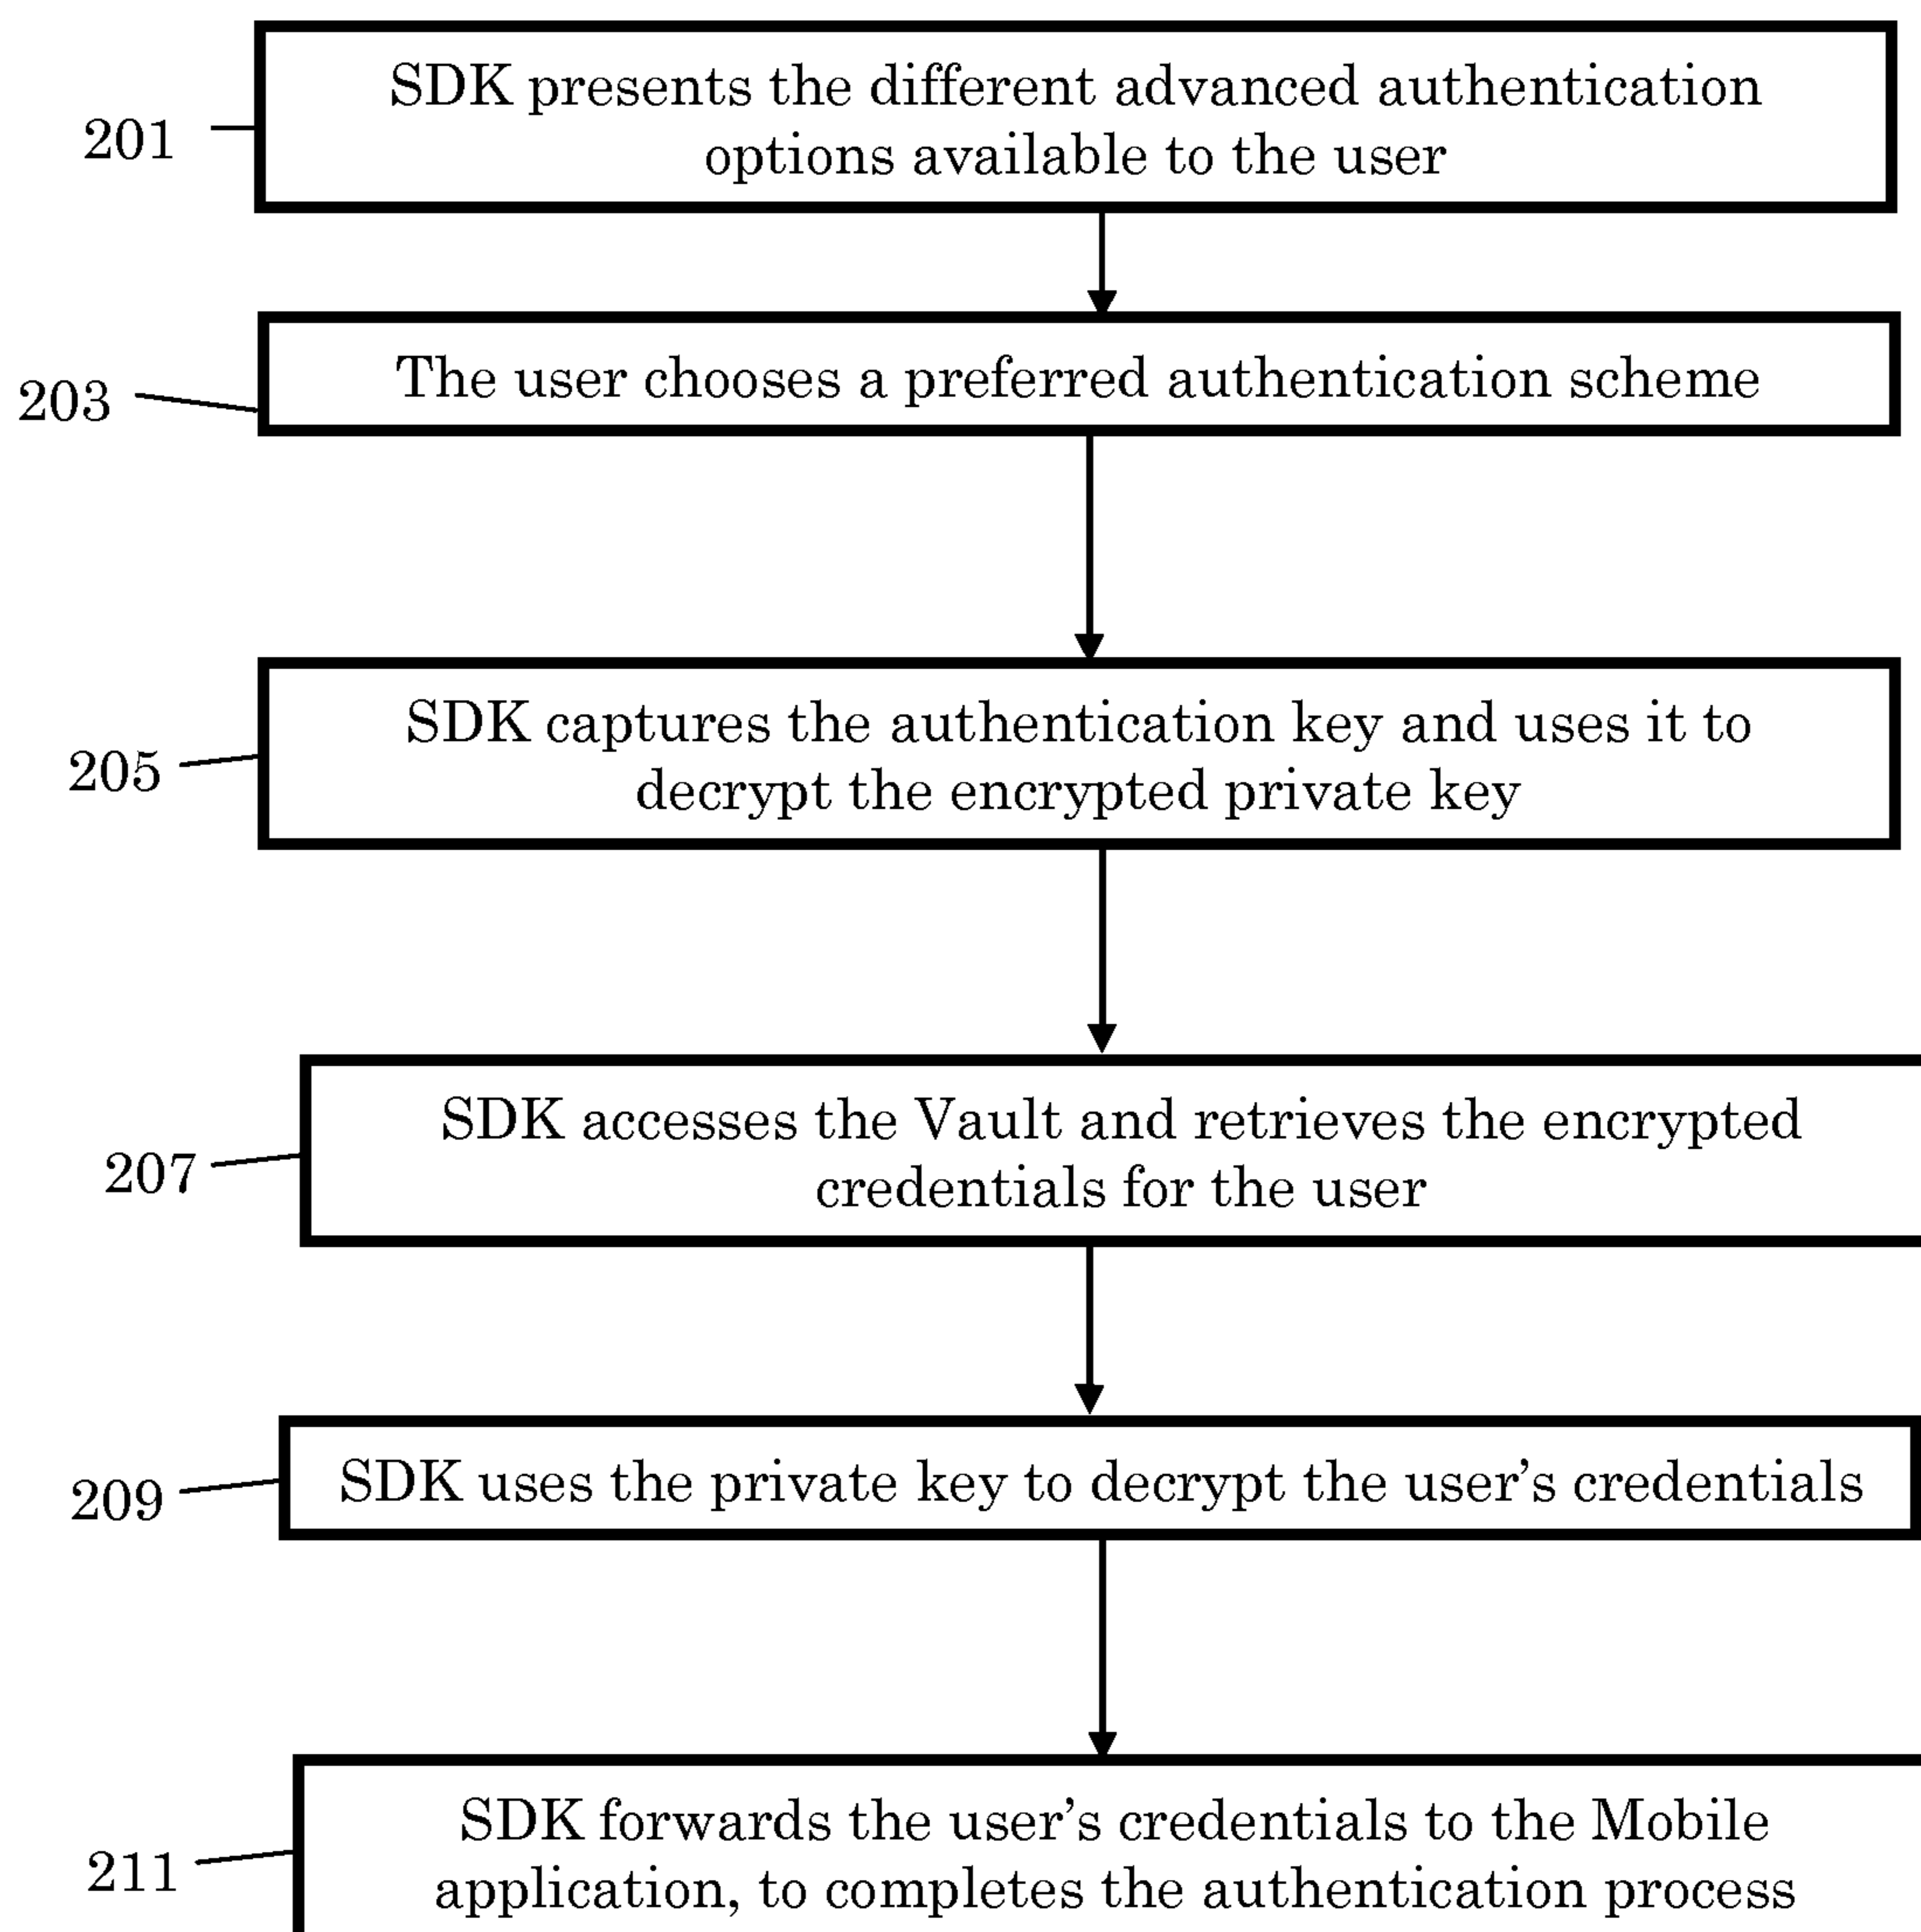 SDK presents the different advanced authentication
options available to the user
201
The user chooses a preferred authentication scheme
203
SDK captures the authentication key and uses it to
decrypt the encrypted private key
205
SDK accesses the Vault and retrieves the encrypted
credentials for the user
207
SDK uses the private key to decrypt the user’s credentials
209
SDK forwards the user’s credentials to the Mobile
application, to completes the authentication process
211